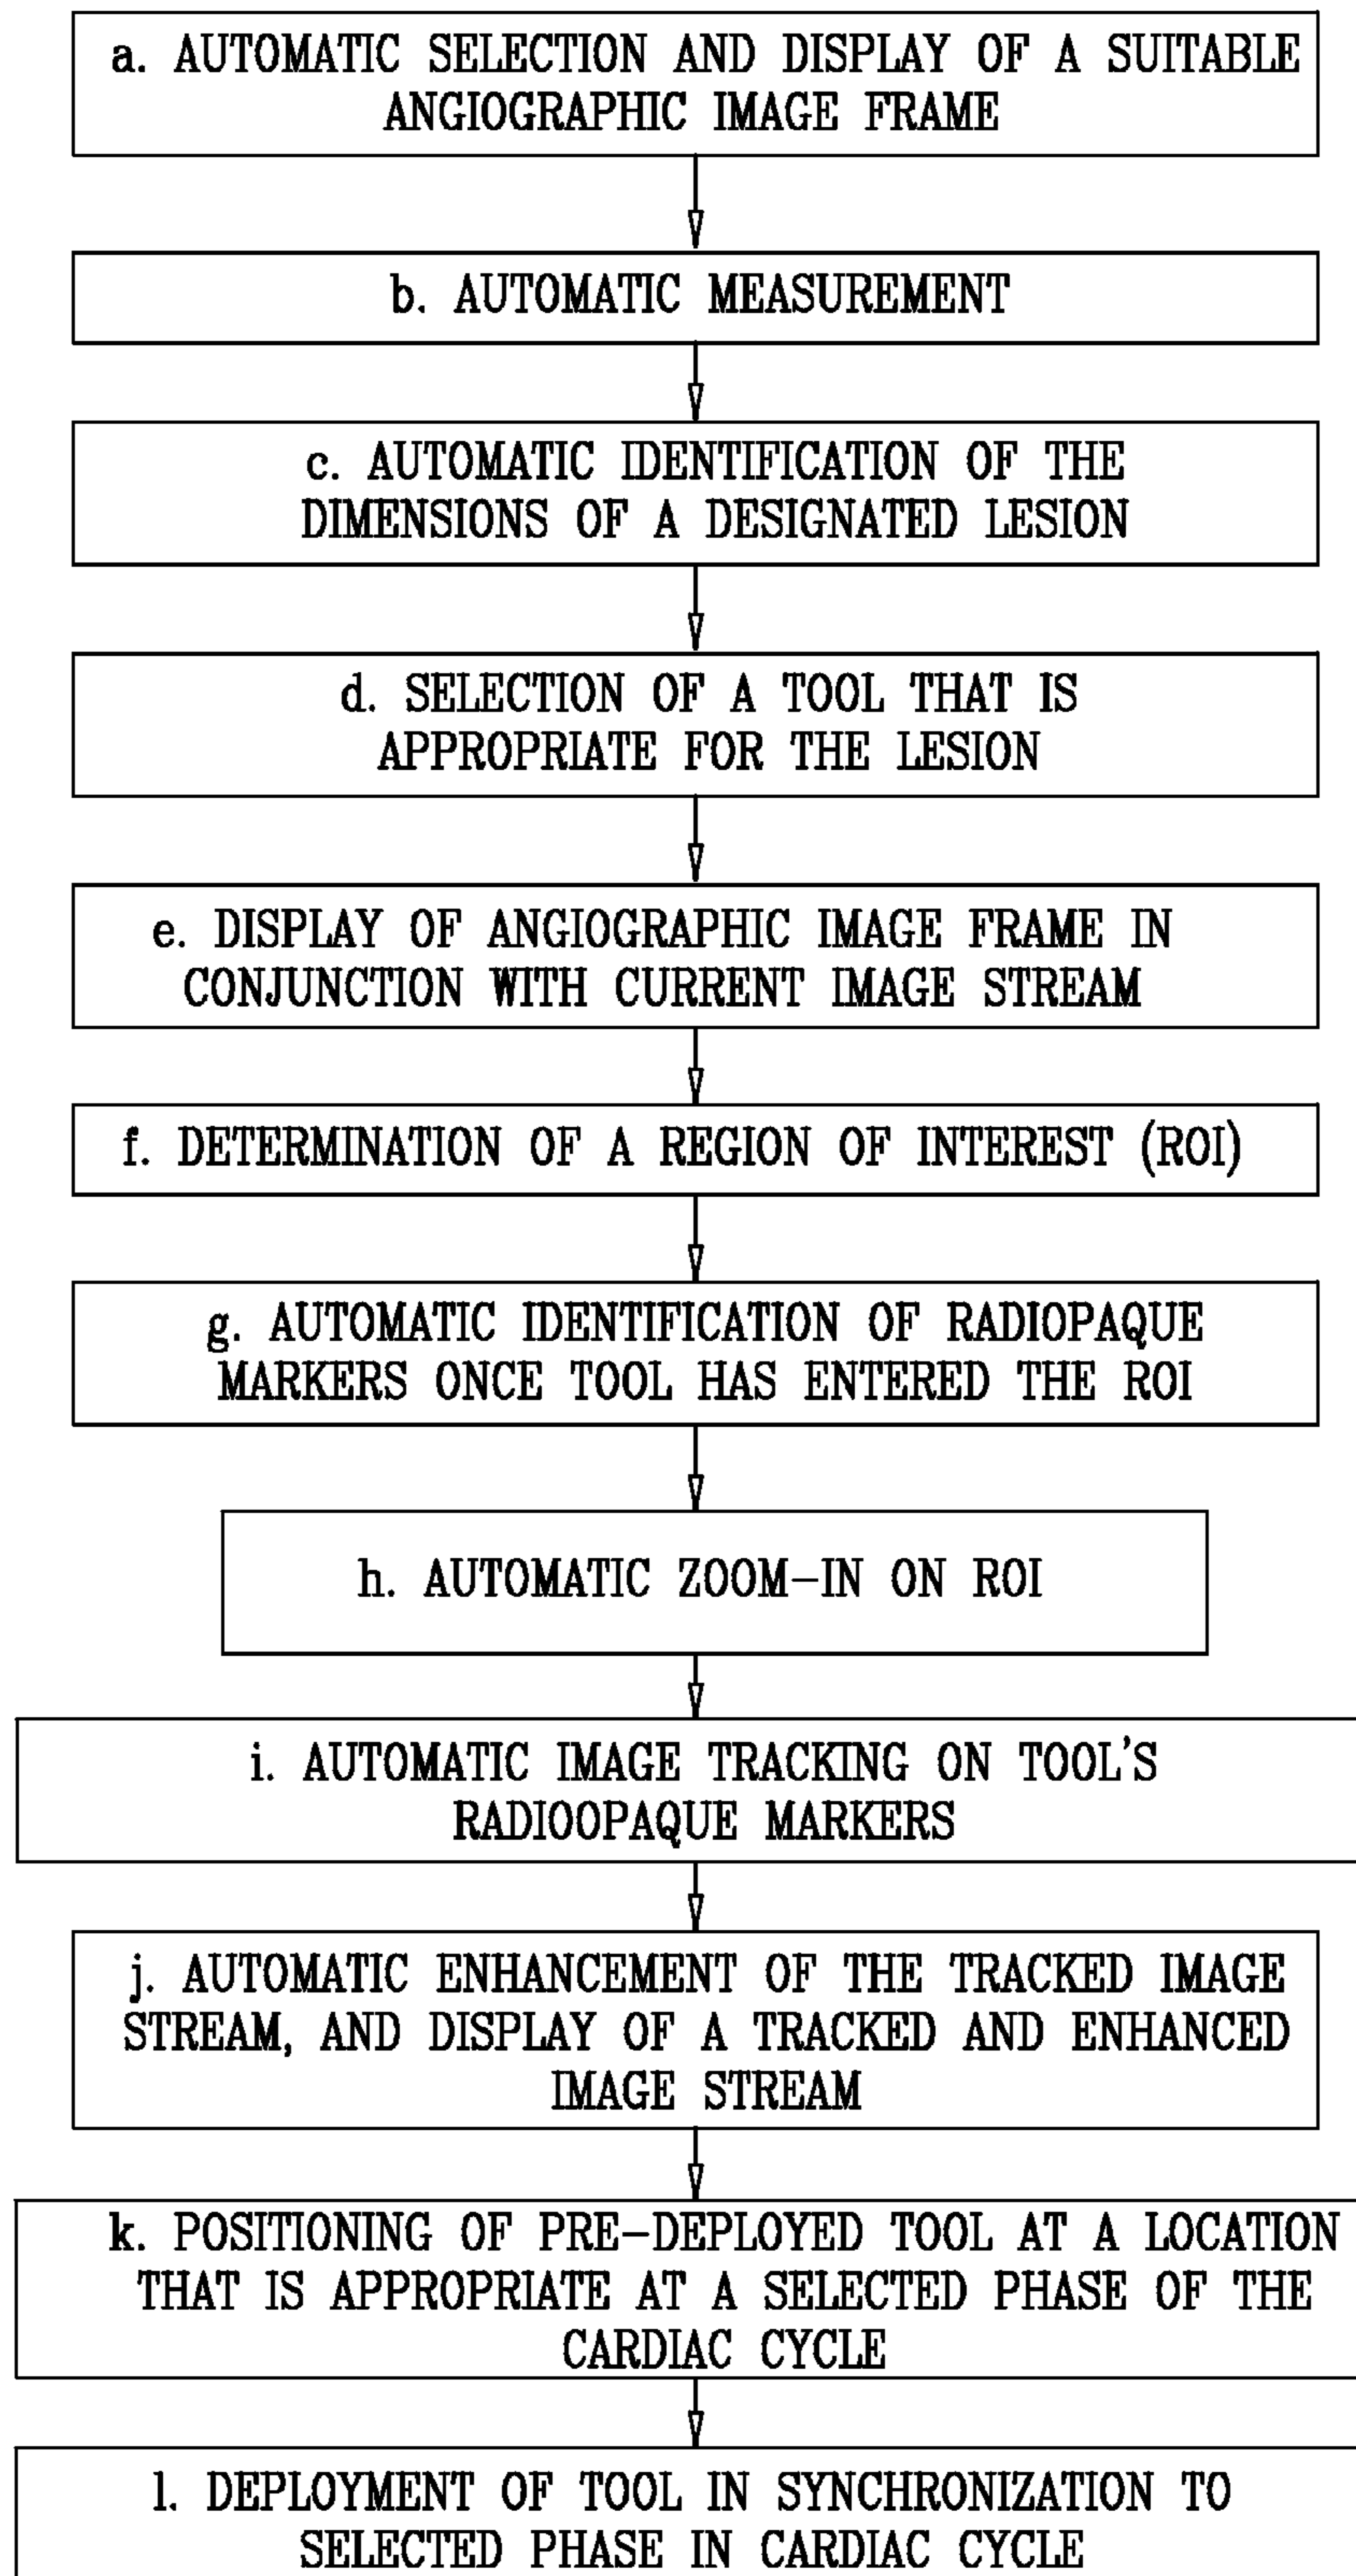 a. AUTOMATIC SELECTION AND DISPLAY OF A SUITABLE
ANGIOGRAPHIC IMAGE FRAME
b. AUTOMATIC MEASUREMENT
c. AUTOMATIC IDENTIFICATION OF THE
DIMENSIONS OF A DESIGNATED LESION
d. SELECTION OF A TOOL THAT IS
APPROPRIATE FOR THE LESION
e. DISPLAY OF ANGIOGRAPHIC IMAGE FRAME IN
CONJUNCTION WITH CURRENT IMAGE STREAM
f. DETERMINATION OF A REGION OF INTEREST (ROI)
g. AUTOMATIC IDENTIFICATION OF RADIOPAQUE
MARKERS ONCE TOOL HAS ENTERED THE ROI
h. AUTOMATIC ZOOM-IN ON ROI
i. AUTOMATIC IMAGE TRACKING ON TOOL'S
RADIOOPAQUE MARKERS
j. AUTOMATIC ENHANCEMENT OF THE TRACKED IMAGE
STREAM, AND DISPLAY OF A TRACKED AND ENHANCED
IMAGE STREAM
k. POSITIONING OF PRE-DEPLOYED TOOL AT A LOCATION
THAT IS APPROPRIATE AT A SELECTED PHASE OF THE
CARDIAC CYCLE
l. DEPLOYMENT OF TOOL IN SYNCHRONIZATION TO
SELECTED PHASE IN CARDIAC CYCLE